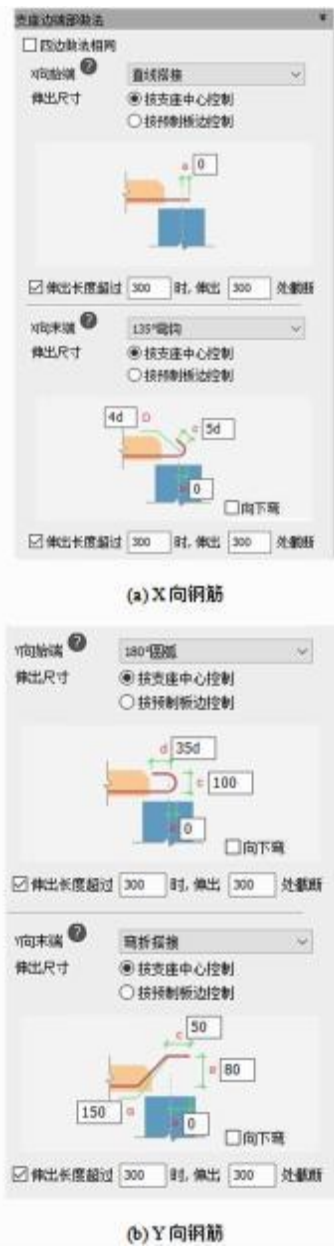 支座边端部做法
四边做法相同
X向始端 ? 直线搭接
伸出尺寸 按支座中心控制
按预制板边控制
a 0
伸出长度超过 300 时, 伸出 300 处截断
X向末端 ? 135°弯钩
伸出尺寸 按支座中心控制
按预制板边控制
4d D c 5d
0
向下弯
伸出长度超过 300 时, 伸出 300 处截断
(a) X 向钢筋
Y向始端 ? 180°圆弧
伸出尺寸 按支座中心控制
按预制板边控制
d 35d
c 100
0
向下弯
伸出长度超过 300 时, 伸出 300 处截断
Y向末端 ? 弯折搭接
伸出尺寸 按支座中心控制
按预制板边控制
50
c
80
150
0
向下弯
伸出长度超过 300 时, 伸出 300 处截断
(b) Y 向钢筋